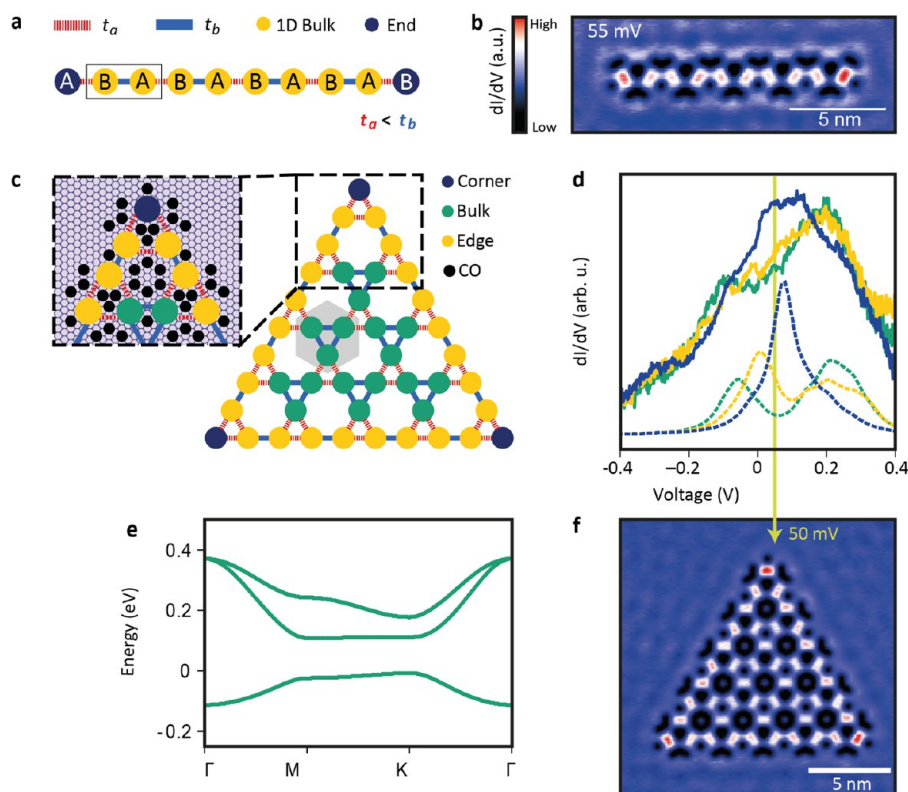 a
t_a
t_b
1D Bulk
End
A B A B A B A B A B
t_a < t_b
b
dI/dV (a.u.)
High
Low
55 mV
5 nm
c
Corner
Bulk
Edge
CO
d
dI/dV (arb. u.)
-0.4 -0.2 0 0.2 0.4
Voltage (V)
50 mV
e
Energy (eV)
0.4
0.2
0
-0.2
Γ M K Γ
f
5 nm